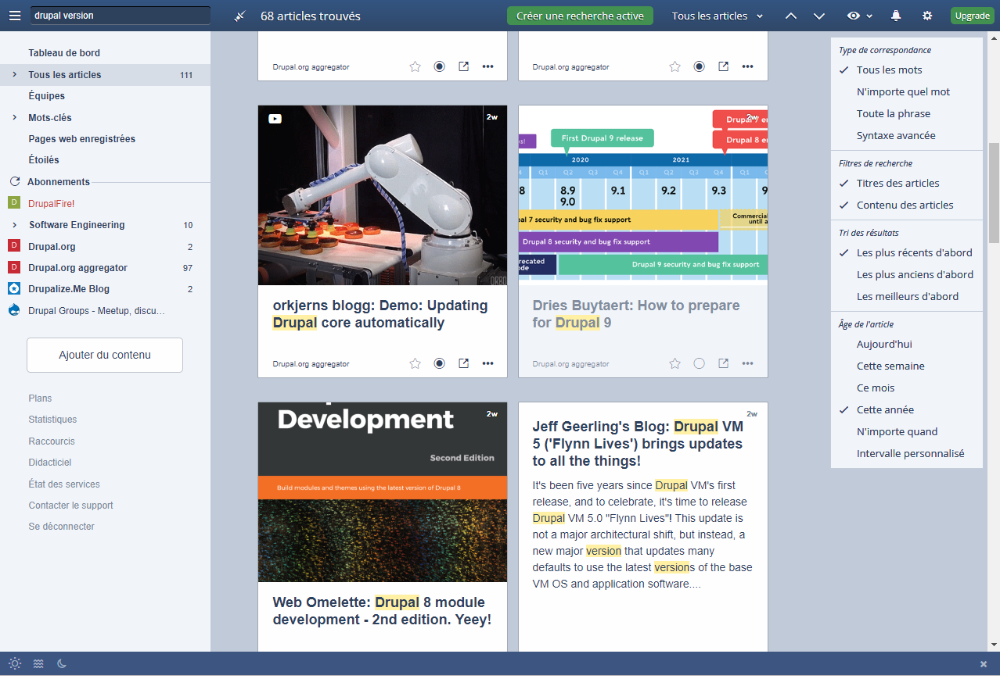 drupal version
68 articles trouvés
Créer une recherche active
Tous les articles
Upgrade
Tableau de bord
Tous les articles 111
Équipes
Mots-clés
Pages web enregistrées
Étoilés
Abonnements
D DrupalFire!
Software Engineering 10
D Drupal.org 2
D Drupal.org aggregator 97
Drupalize.Me Blog 2
Drupal Groups - Meetup, discu...
Ajouter du contenu
Plans
Statistiques
Raccourcis
Didacticiel
État des services
Contacter le support
Se déconnecter
Drupal.org aggregator
Drupal.org aggregator
2w
orkjerns blogg: Demo: Updating
Drupal core automatically
Drupal.org aggregator
2w
Drupal 7 e
First Drupal 9 release
Drupal 8 e
2020 2021
Q1 Q2 Q3 Q4 Q1 Q2 Q3 Q4 Q1
8 8.9 9.1 9.2 9.3 9
9.0
al 7 security and bug fix support
Commercial
until a
Drupal 8 security and bug fix support
recated
ode
Drupal 9 security and bug fix support
Dries Buytaert: How to prepare
for Drupal 9
Drupal.org aggregator
2w
Development
Second Edition
Build modules and themes using the latest version of Drupal 8
Web Omelette: Drupal 8 module
development - 2nd edition. Yeey!
2w
Jeff Geerling's Blog: Drupal VM
5 ('Flynn Lives') brings updates
to all the things!
It's been five years since Drupal VM's first
release, and to celebrate, it's time to release
Drupal VM 5.0 "Flynn Lives"! This update is
not a major architectural shift, but instead, a
new major version that updates many
defaults to use the latest versions of the base
VM OS and application software....
Type de correspondance
Tous les mots
N'importe quel mot
Toute la phrase
Syntaxe avancée
Filtres de recherche
Titres des articles
Contenu des articles
Tri des résultats
Les plus récents d'abord
Les plus anciens d'abord
Les meilleurs d'abord
Âge de l'article
Aujourd'hui
Cette semaine
Ce mois
Cette année
N'importe quand
Intervalle personnalisé